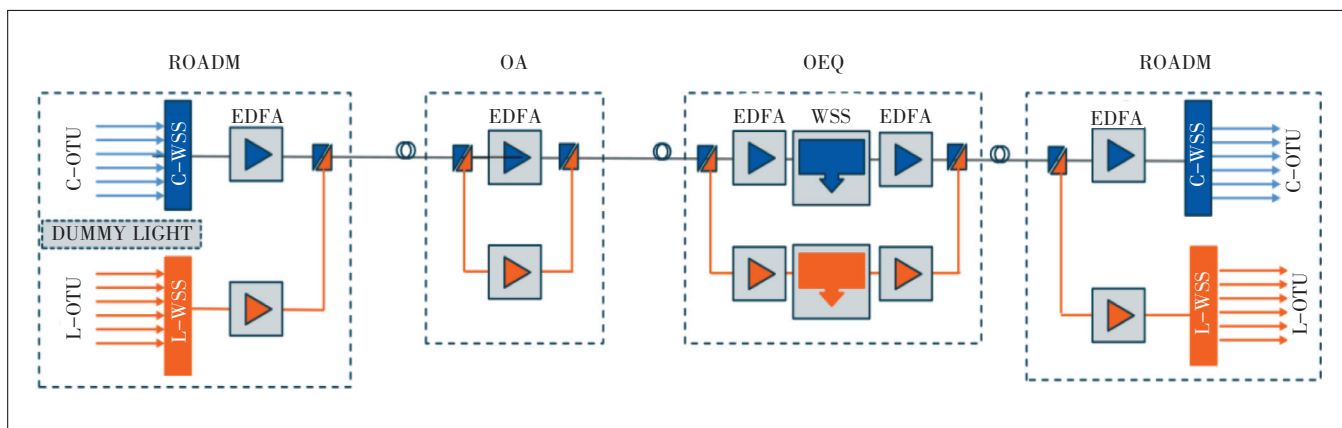 ROADM
OA
OEQ
ROADM
EDFA
EDFA
EDFA
WSS
EDFA
EDFA
C-OTU
C-WSS
C-WSS
C-OTU
DUMMY LIGHT
L-OTU
L-WSS
L-WSS
L-OTU